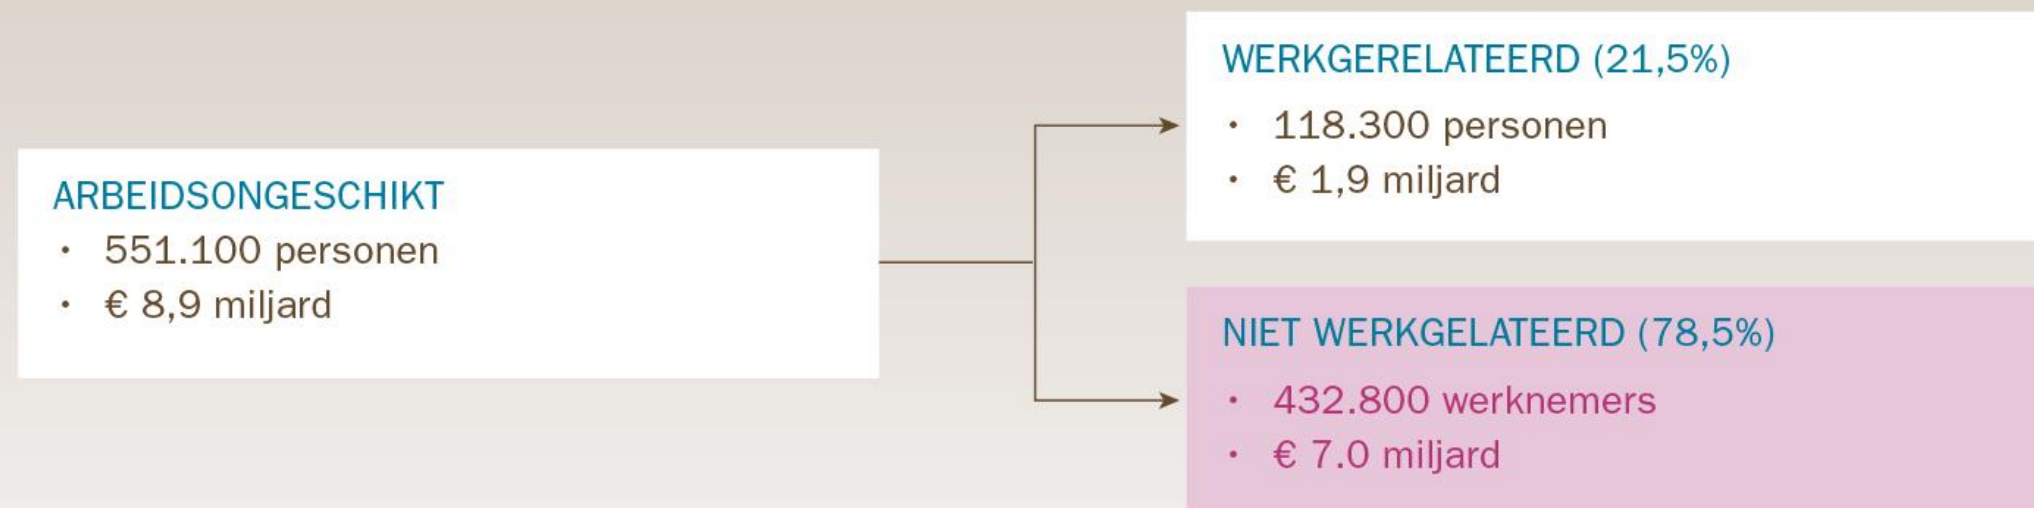 ARBEIDSONGESCHIKT
• 551.100 personen
• € 8,9 miljard
WERKGERELATEERD (21,5%)
• 118.300 personen
• € 1,9 miljard
NIET WERKGELATEERD (78,5%)
• 432.800 werknemers
• € 7.0 miljard